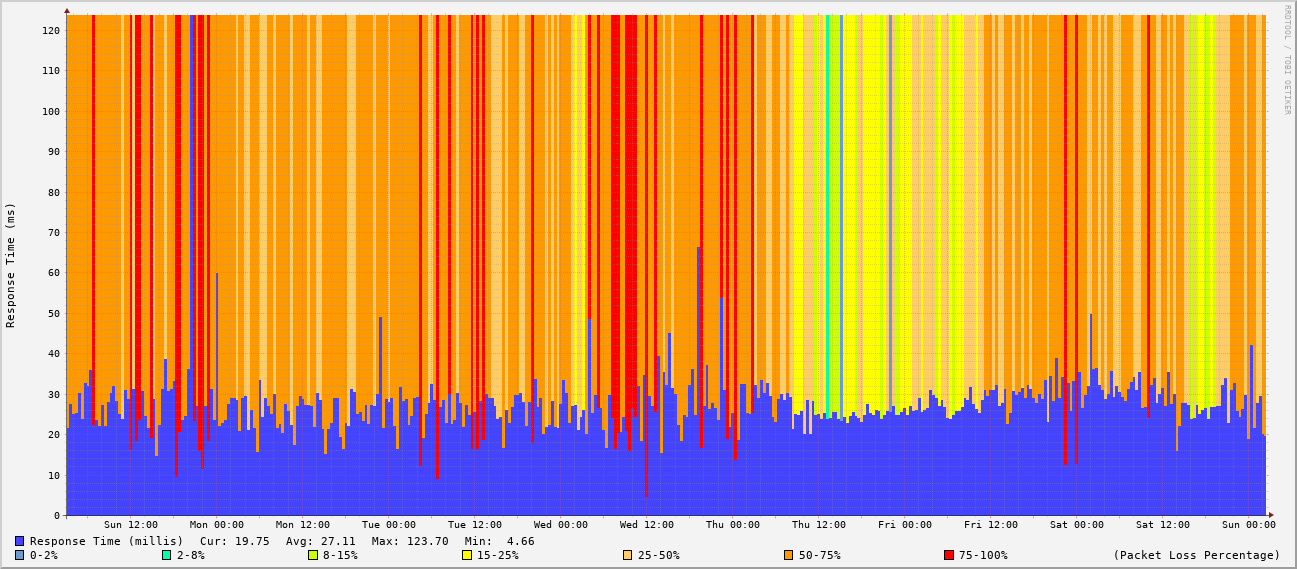 RRDTOOL / TOBI OETIKER
Response Time (ms)
120
110
100
90
80
70
60
50
40
30
20
10
0
Sun 12:00 Mon 00:00 Mon 12:00 Tue 00:00 Tue 12:00 Wed 00:00 Wed 12:00 Thu 00:00 Thu 12:00 Fri 00:00 Fri 12:00 Sat 00:00 Sat 12:00 Sun 00:00
Response Time (millis) Cur: 19.75 Avg: 27.11 Max: 123.70 Min: 4.66
0-2% 2-8% 8-15% 15-25% 25-50% 50-75% 75-100% (Packet Loss Percentage)